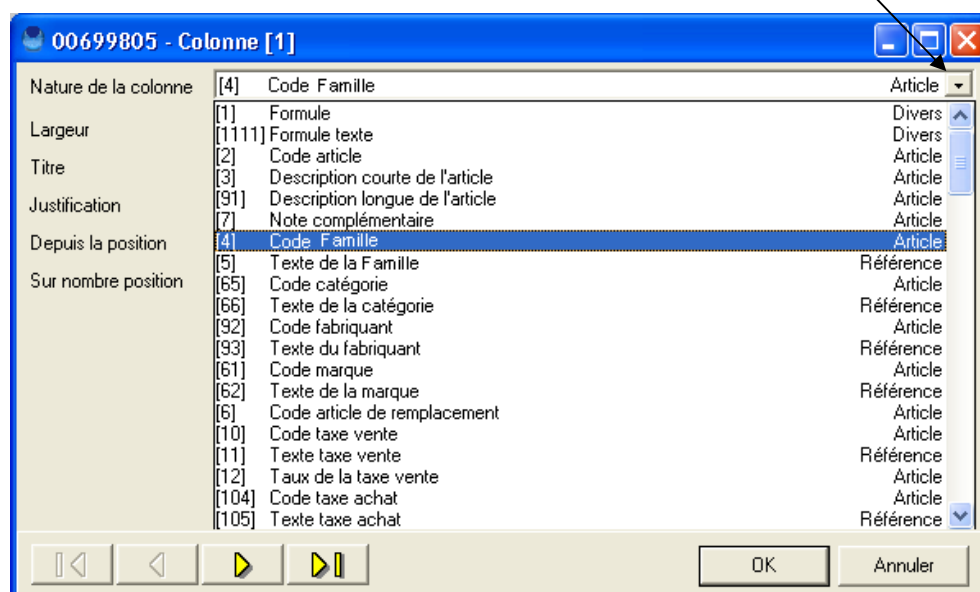 00699805 - Colonne [1]
Nature de la colonne [4] Code Famille Article
[1] Formule Divers
[1111] Formule texte Divers
[2] Code article Article
[3] Description courte de l'article Article
[91] Description longue de l'article Article
[7] Note complémentaire Article
[4] Code Famille Article
[5] Texte de la Famille Référence
[65] Code catégorie Article
[66] Texte de la catégorie Référence
[92] Code fabriquant Article
[93] Texte du fabriquant Référence
[61] Code marque Article
[62] Texte de la marque Référence
[6] Code article de remplacement Article
[10] Code taxe vente Article
[11] Texte taxe vente Référence
[12] Taux de la taxe vente Article
[104] Code taxe achat Article
[105] Texte taxe achat Référence
Largeur
Titre
Justification
Depuis la position
Sur nombre position
OK Annuler